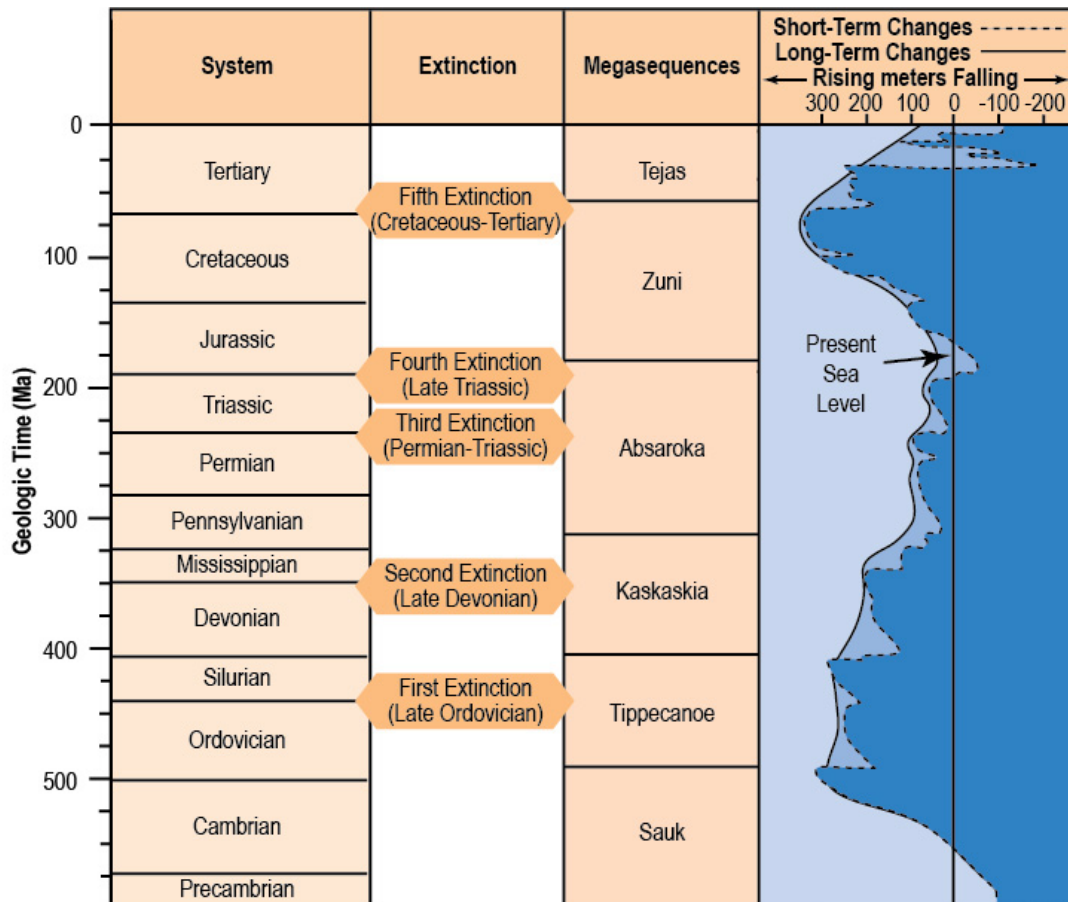 System
Extinction
Megasequences
Short-Term Changes
Long-Term Changes
Rising meters Falling
300 200 100 0 -100 -200
Geologic Time (Ma)
0
100
200
300
400
500
Tertiary
Cretaceous
Jurassic
Triassic
Permian
Pennsylvanian
Mississippian
Devonian
Silurian
Ordovician
Cambrian
Precambrian
Fifth Extinction
(Cretaceous-Tertiary)
Fourth Extinction
(Late Triassic)
Third Extinction
(Permian-Triassic)
Second Extinction
(Late Devonian)
First Extinction
(Late Ordovician)
Tejas
Zuni
Absaroka
Kaskaskia
Tippecanoe
Sauk
Present
Sea
Level